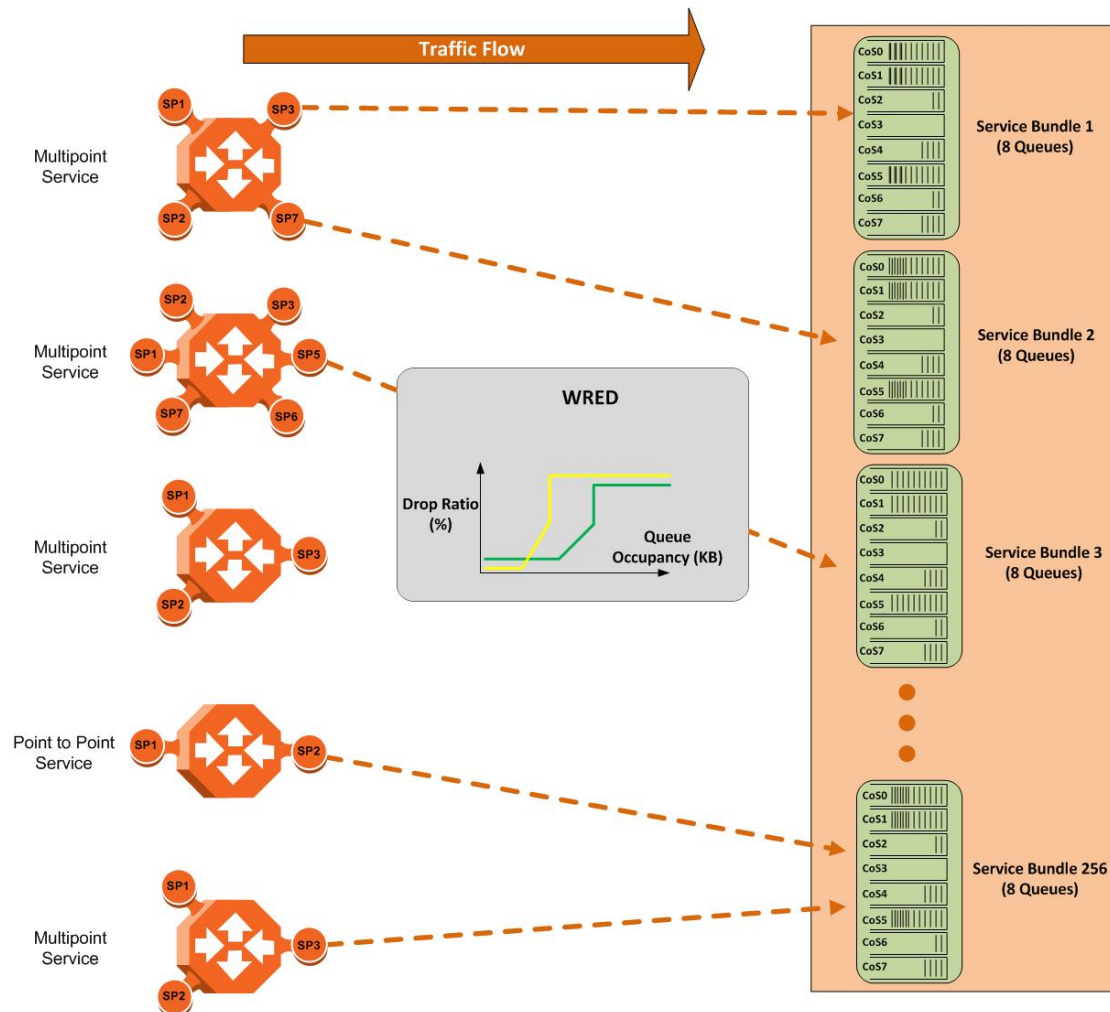 Traffic Flow
SP1
SP3
Multipoint
Service
SP2
SP7
SP2
SP3
Multipoint
Service
SP1
SP5
SP7
SP6
SP1
Multipoint
Service
SP3
SP2
Point to Point
Service
SP1
SP2
SP1
Multipoint
Service
SP3
SP2
WRED
Drop Ratio
(%)
Queue
Occupancy (KB)
CoS0
CoS1
CoS2
CoS3
CoS4
CoS5
CoS6
CoS7
Service Bundle 1
(8 Queues)
CoS0
CoS1
CoS2
CoS3
CoS4
CoS5
CoS6
CoS7
Service Bundle 2
(8 Queues)
CoS0
CoS1
CoS2
CoS3
CoS4
CoS5
CoS6
CoS7
Service Bundle 3
(8 Queues)
CoS0
CoS1
CoS2
CoS3
CoS4
CoS5
CoS6
CoS7
Service Bundle 256
(8 Queues)